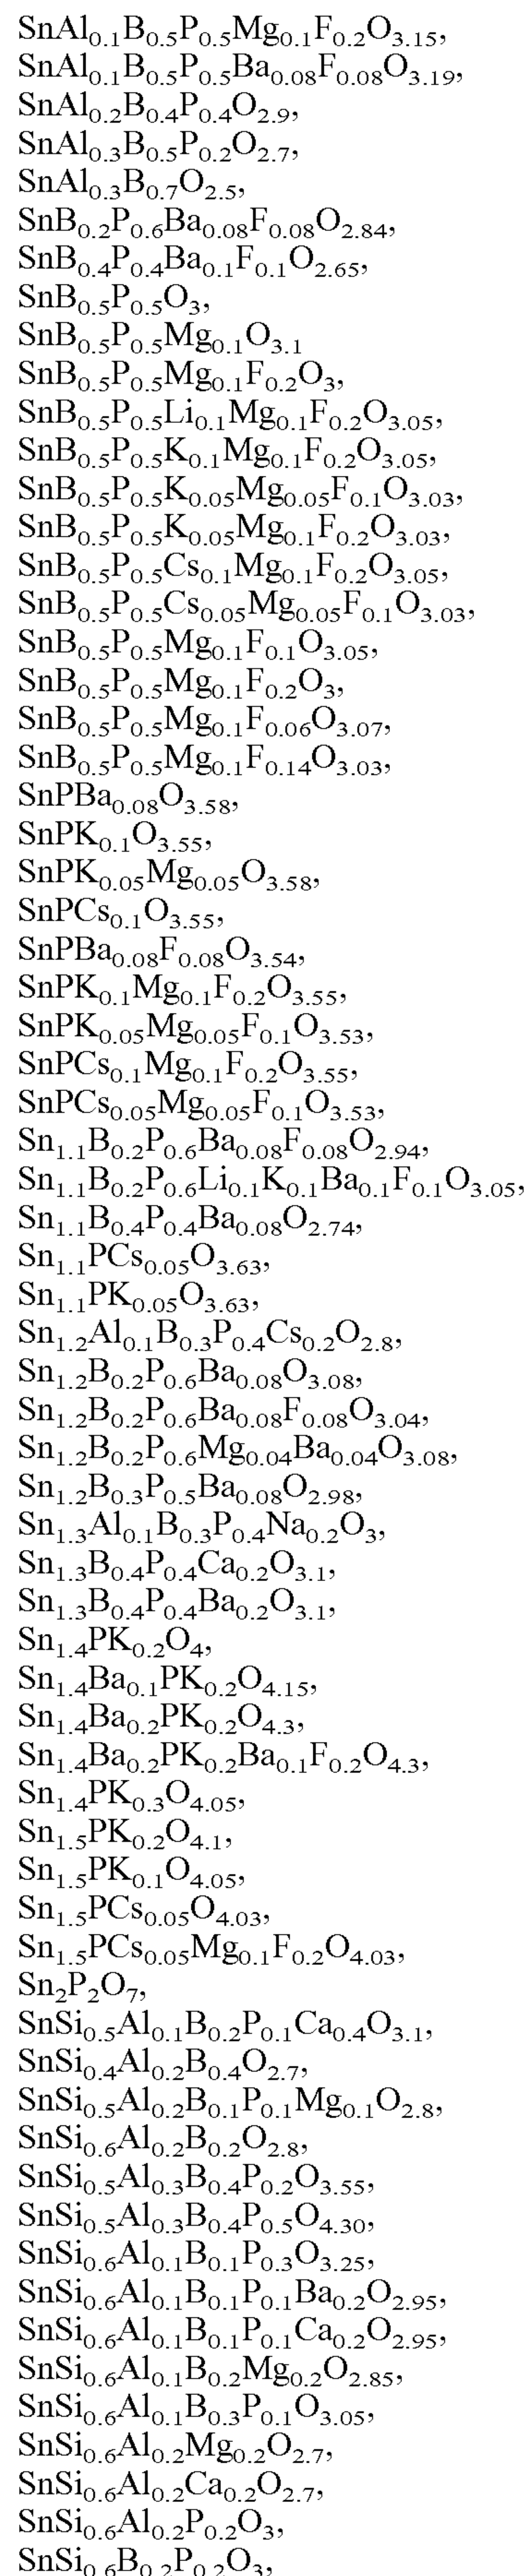 SnAl0.1B0.5P0.5Mg0.1F0.2O3.15,
SnAl0.1B0.5P0.5Ba0.08F0.08O3.19,
SnAl0.2B0.4P0.4O2.9,
SnAl0.3B0.5P0.2O2.7,
SnAl0.3B0.7O2.5,
SnB0.2P0.6Ba0.08F0.08O2.84,
SnB0.4P0.4Ba0.1F0.1O2.65,
SnB0.5P0.5O3,
SnB0.5P0.5Mg0.1O3.1
SnB0.5P0.5Mg0.1F0.2O3,
SnB0.5P0.5Li0.1Mg0.1F0.2O3.05,
SnB0.5P0.5K0.1Mg0.1F0.2O3.05,
SnB0.5P0.5K0.05Mg0.05F0.1O3.03,
SnB0.5P0.5K0.05Mg0.1F0.2O3.03,
SnB0.5P0.5Cs0.1Mg0.1F0.2O3.05,
SnB0.5P0.5Cs0.05Mg0.05F0.1O3.03,
SnB0.5P0.5Mg0.1F0.1O3.05,
SnB0.5P0.5Mg0.1F0.2O3,
SnB0.5P0.5Mg0.1F0.06O3.07,
SnB0.5P0.5Mg0.1F0.14O3.03,
SnPBa0.08O3.58,
SnPK0.1O3.55,
SnPK0.05Mg0.05O3.58,
SnPCs0.1O3.55,
SnPBa0.08F0.08O3.54,
SnPK0.1Mg0.1F0.2O3.55,
SnPK0.05Mg0.05F0.1O3.53,
SnPCs0.1Mg0.1F0.2O3.55,
SnPCs0.05Mg0.05F0.1O3.53,
Sn1.1B0.2P0.6Ba0.08F0.08O2.94,
Sn1.1B0.2P0.6Li0.1K0.1Ba0.1F0.1O3.05,
Sn1.1B0.4P0.4Ba0.08O2.74,
Sn1.1PCs0.05O3.63,
Sn1.1PK0.05O3.63,
Sn1.2Al0.1B0.3P0.4Cs0.2O2.8,
Sn1.2B0.2P0.6Ba0.08O3.08,
Sn1.2B0.2P0.6Ba0.08F0.08O3.04,
Sn1.2B0.2P0.6Mg0.04Ba0.04O3.08,
Sn1.2B0.3P0.5Ba0.08O2.98,
Sn1.3Al0.1B0.3P0.4Na0.2O3,
Sn1.3B0.4P0.4Ca0.2O3.1,
Sn1.3B0.4P0.4Ba0.2O3.1,
Sn1.4PK0.2O4,
Sn1.4Ba0.1PK0.2O4.15,
Sn1.4Ba0.2PK0.2O4.3,
Sn1.4Ba0.2PK0.2Ba0.1F0.2O4.3,
Sn1.4PK0.3O4.05,
Sn1.5PK0.2O4.1,
Sn1.5PK0.1O4.05,
Sn1.5PCs0.05O4.03,
Sn1.5PCs0.05Mg0.1F0.2O4.03,
Sn2P2O7,
SnSi0.5Al0.1B0.2P0.1Ca0.4O3.1,
SnSi0.4Al0.2B0.4O2.7,
SnSi0.5Al0.2B0.1P0.1Mg0.1O2.8,
SnSi0.6Al0.2B0.2O2.8,
SnSi0.5Al0.3B0.4P0.2O3.55,
SnSi0.5Al0.3B0.4P0.5O4.30,
SnSi0.6Al0.1B0.1P0.3O3.25,
SnSi0.6Al0.1B0.1P0.1Ba0.2O2.95,
SnSi0.6Al0.1B0.1P0.1Ca0.2O2.95,
SnSi0.6Al0.1B0.2Mg0.2O2.85,
SnSi0.6Al0.1B0.3P0.1O3.05,
SnSi0.6Al0.2Mg0.2O2.7,
SnSi0.6Al0.2Ca0.2O2.7,
SnSi0.6Al0.2P0.2O3,
SnSi0.6B0.2P0.2O3,